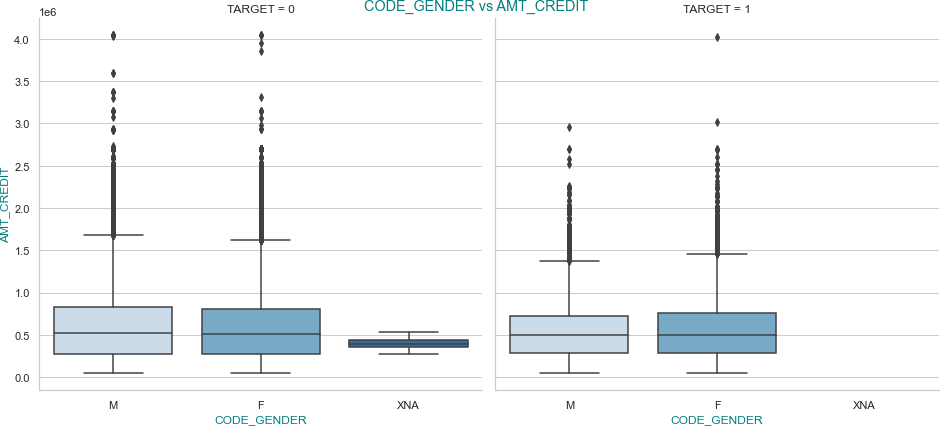 CODE_GENDER vs AMT_CREDIT
TARGET = 0
TARGET = 1
1e6
4.0
3.5
3.0
2.5
2.0
1.5
1.0
0.5
0.0
AMT_CREDIT
M F XNA
M F XNA
CODE_GENDER
CODE_GENDER